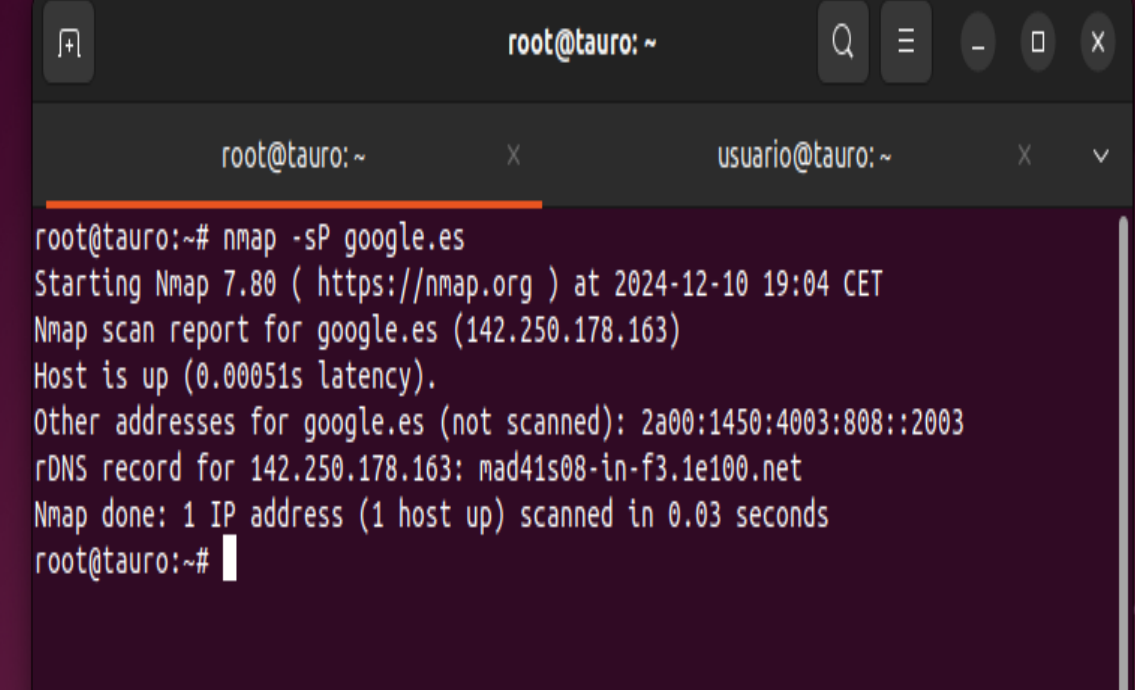 root@tauro: ~
root@tauro: ~
usuario@tauro: ~
root@tauro:~# nmap -sP google.es
Starting Nmap 7.80 ( https://nmap.org ) at 2024-12-10 19:04 CET
Nmap scan report for google.es (142.250.178.163)
Host is up (0.00051s latency).
Other addresses for google.es (not scanned): 2a00:1450:4003:808::2003
rDNS record for 142.250.178.163: mad41s08-in-f3.1e100.net
Nmap done: 1 IP address (1 host up) scanned in 0.03 seconds
root@tauro:~#